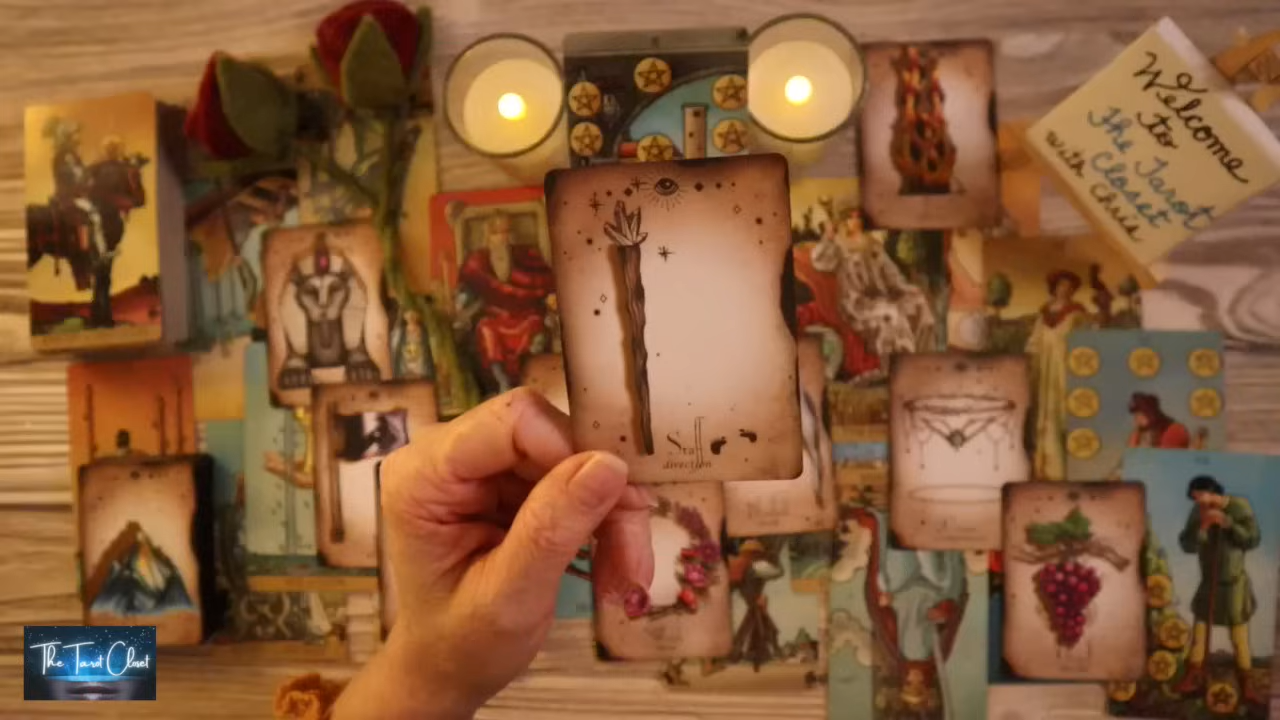 Welcome
to
The Tarot
Closet
with Chris
Staff
direction
The Tarot Closet